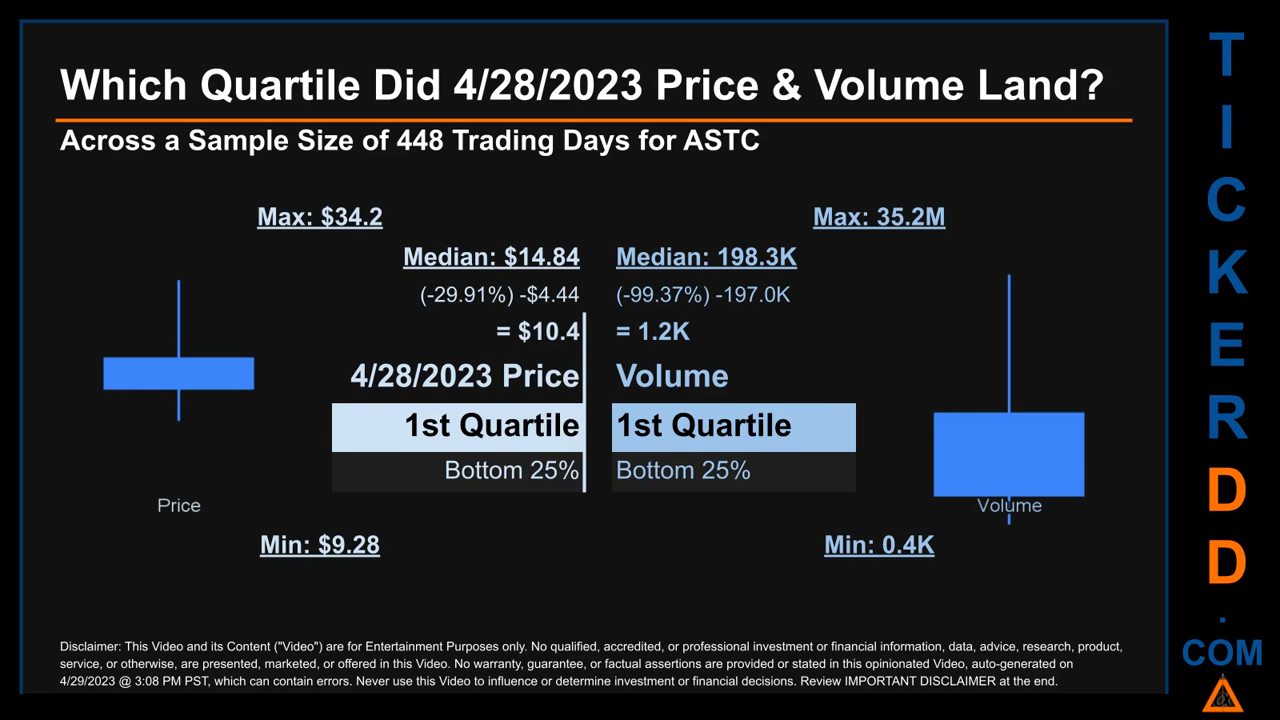 Which Quartile Did 4/28/2023 Price & Volume Land?
Across a Sample Size of 448 Trading Days for ASTC
Max: $34.2
Max: 35.2M
Median: $14.84
Median: 198.3K
(-29.91%) -$4.44
(-99.37%) -197.0K
= $10.4
= 1.2K
4/28/2023 Price
Volume
1st Quartile
1st Quartile
Bottom 25%
Bottom 25%
Price
Volume
Min: $9.28
Min: 0.4K
Disclaimer: This Video and its Content ("Video") are for Entertainment Purposes only. No qualified, accredited, or professional investment or financial information, data, advice, research, product,
service, or otherwise, are presented, marketed, or offered in this Video. No warranty, guarantee, or factual assertions are provided or stated in this opinionated Video, auto-generated on
4/29/2023 @ 3:08 PM PST, which can contain errors. Never use this Video to influence or determine investment or financial decisions. Review IMPORTANT DISCLAIMER at the end.
T
I
C
K
E
R
D
D
.
COM